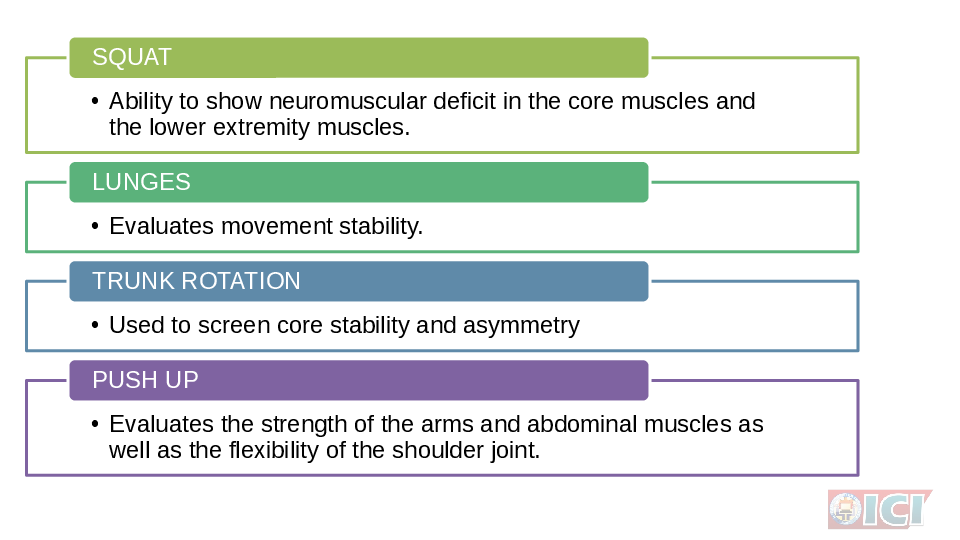 SQUAT
• Ability to show neuromuscular deficit in the core muscles and
the lower extremity muscles.
LUNGES
• Evaluates movement stability.
TRUNK ROTATION
• Used to screen core stability and asymmetry
PUSH UP
• Evaluates the strength of the arms and abdominal muscles as
well as the flexibility of the shoulder joint.
ICI